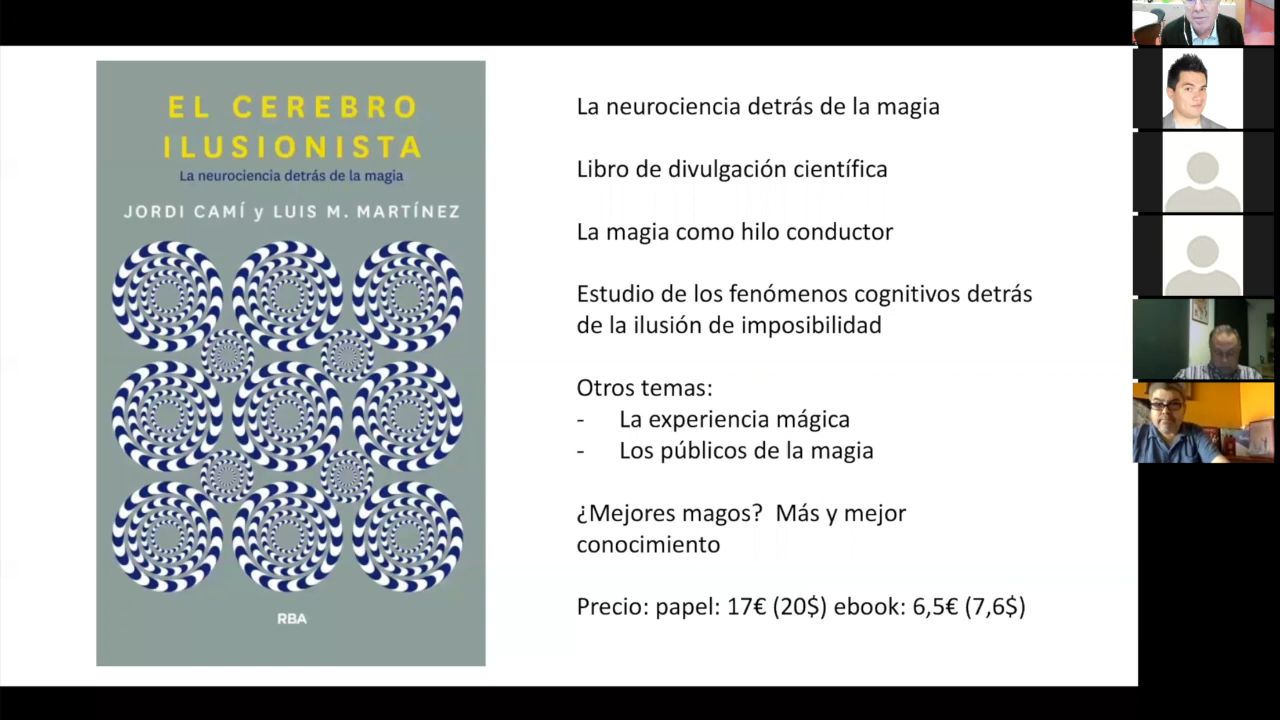 EL CEREBRO
ILUSIONISTA
La neurociencia detrás de la magia
JORDI CAMÍ y LUIS M. MARTÍNEZ
RBA
La neurociencia detrás de la magia
Libro de divulgación científica
La magia como hilo conductor
Estudio de los fenómenos cognitivos detrás
de la ilusión de imposibilidad
Otros temas:
- La experiencia mágica
- Los públicos de la magia
¿Mejores magos? Más y mejor
conocimiento
Precio: papel: 17€ (20$) ebook: 6,5€ (7,6$)